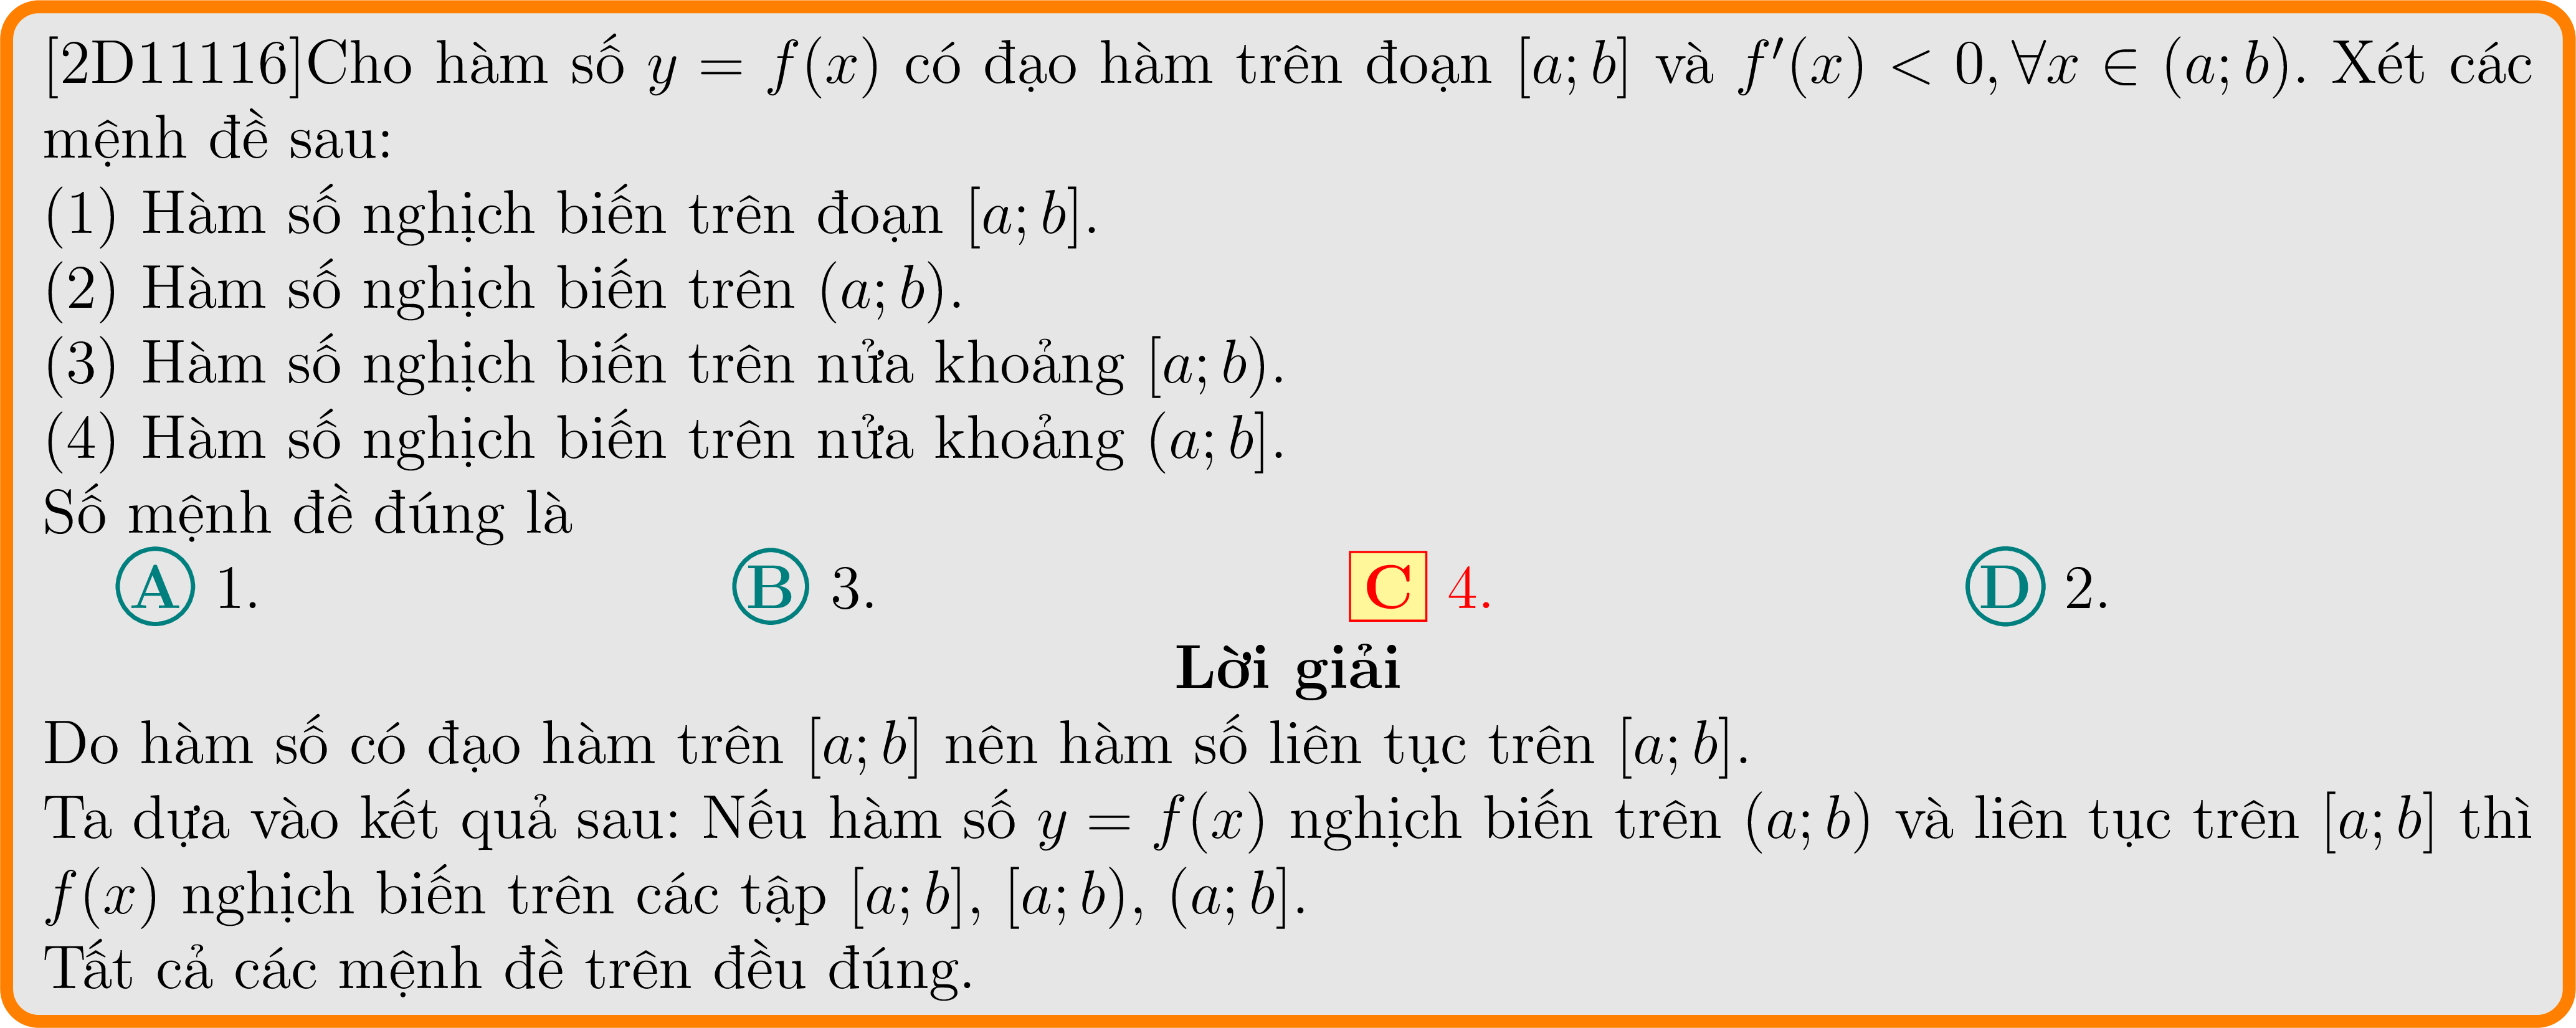 [2D11116]Cho hàm số y = f(x) có đạo hàm trên đoạn [a; b] và f′(x) < 0, ∀x ∈ (a; b). Xét các
mệnh đề sau:
(1) Hàm số nghịch biến trên đoạn [a; b].
(2) Hàm số nghịch biến trên (a; b).
(3) Hàm số nghịch biến trên nửa khoảng [a; b).
(4) Hàm số nghịch biến trên nửa khoảng (a; b].
Số mệnh đề đúng là
A 1. B 3. C 4. D 2.
Lời giải
Do hàm số có đạo hàm trên [a; b] nên hàm số liên tục trên [a; b].
Ta dựa vào kết quả sau: Nếu hàm số y = f(x) nghịch biến trên (a; b) và liên tục trên [a; b] thì
f(x) nghịch biến trên các tập [a; b], [a; b), (a; b].
Tất cả các mệnh đề trên đều đúng.